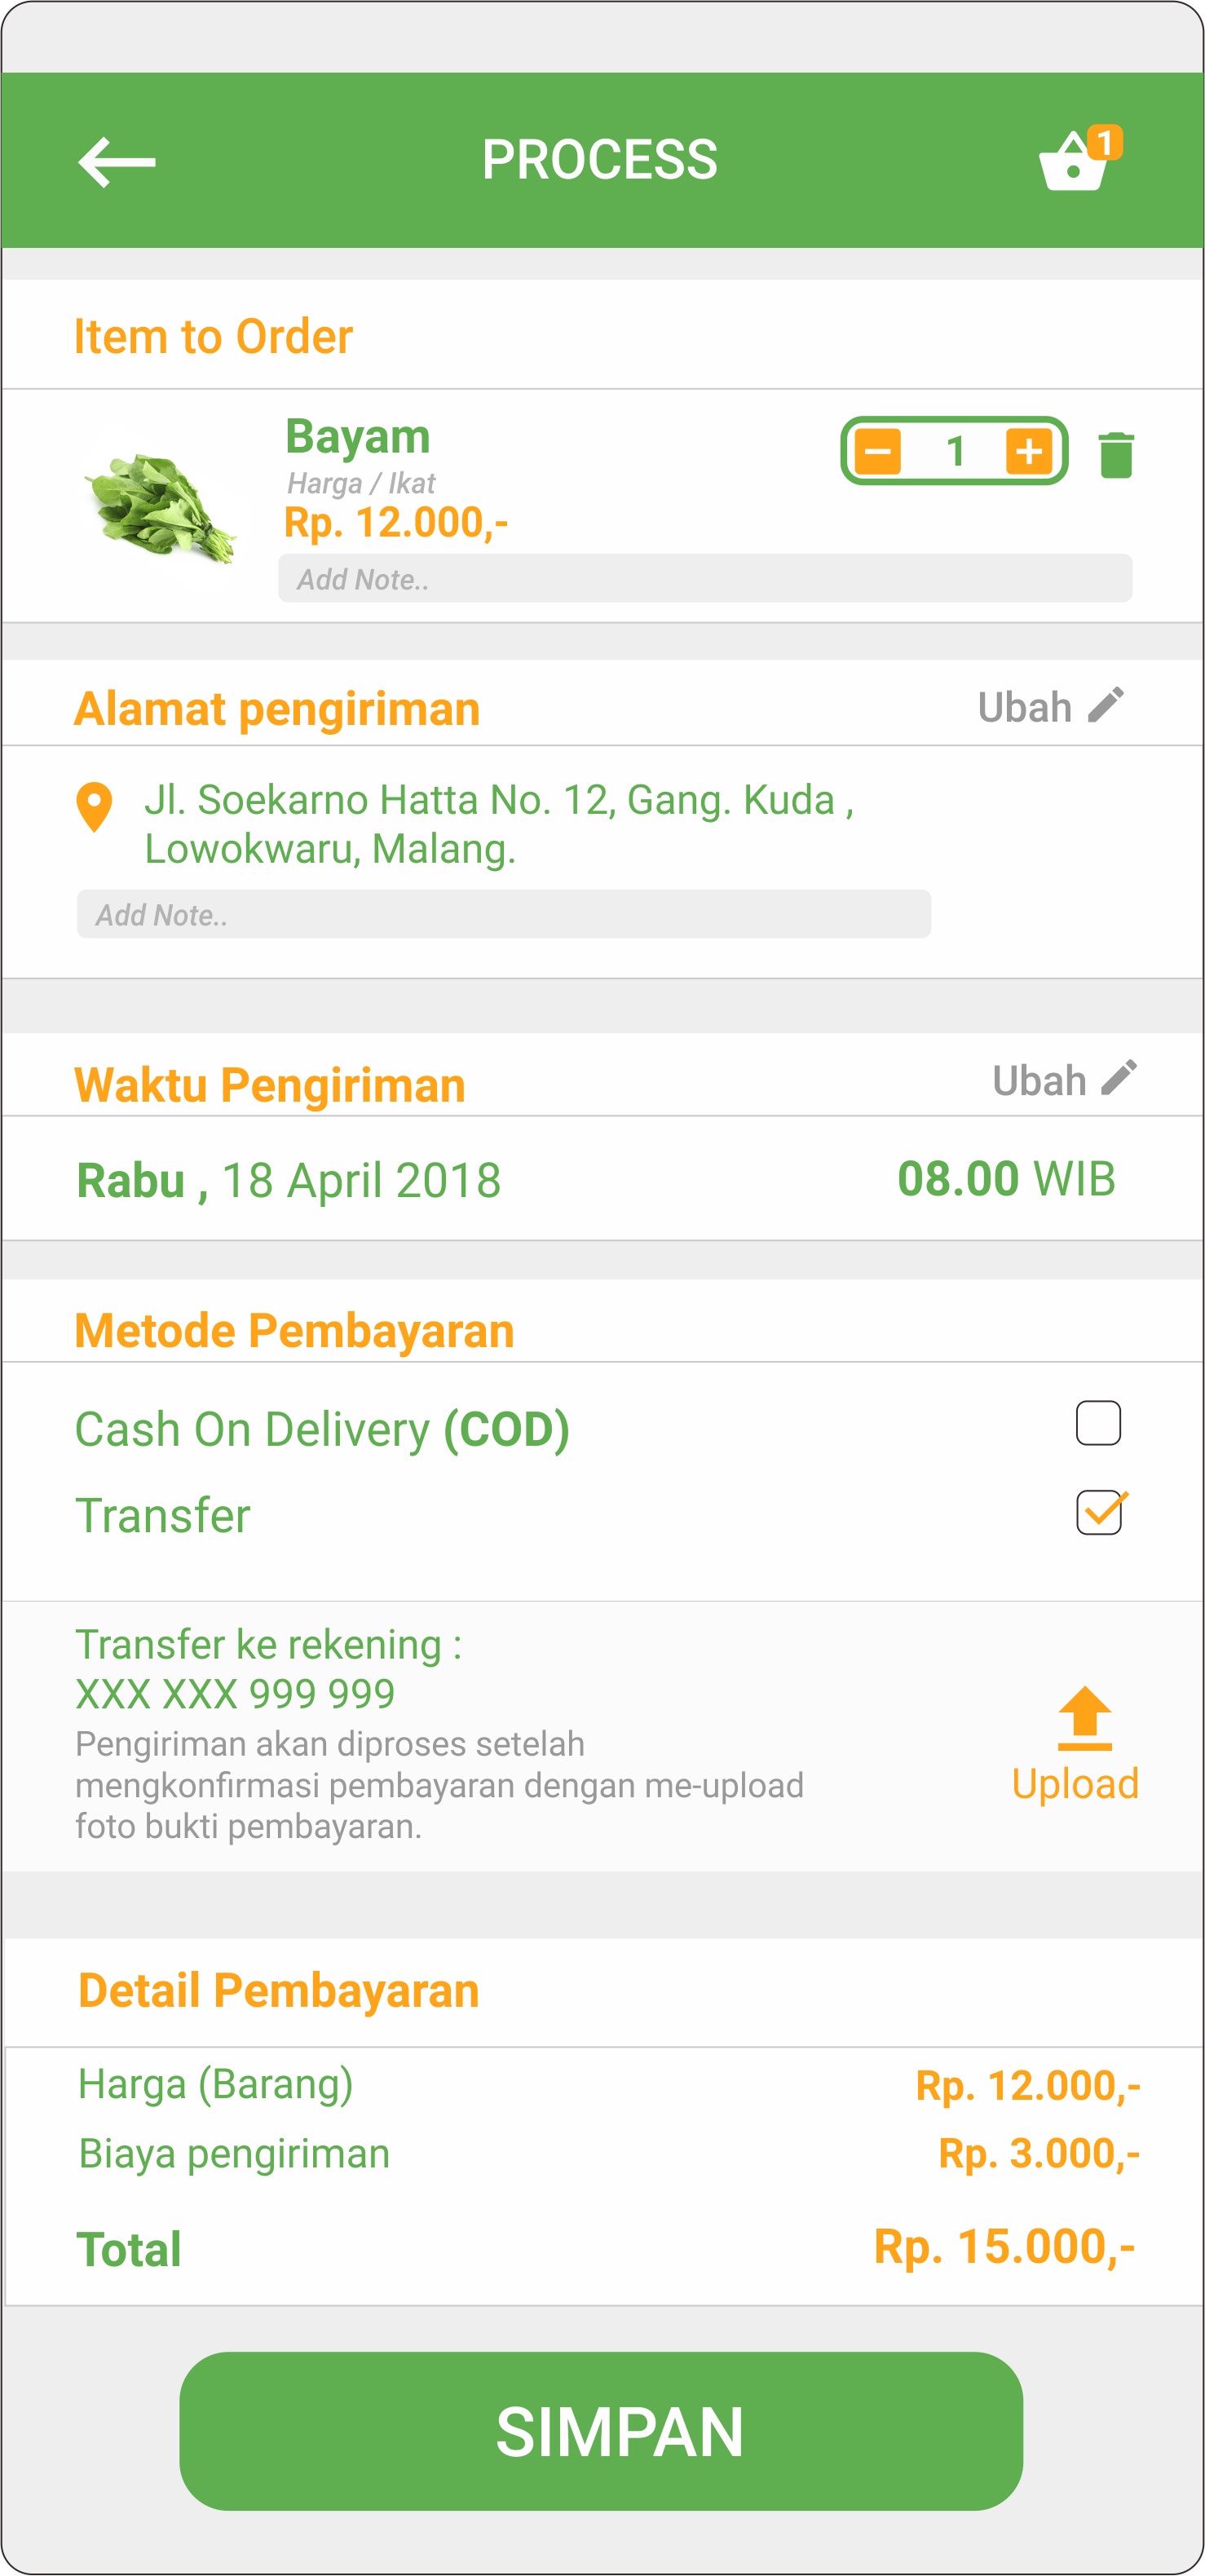 PROCESS
1
Item to Order
Bayam
1
Harga / Ikat
Rp. 12.000,-
Add Note..
Alamat pengiriman
Ubah
Jl. Soekarno Hatta No. 12, Gang. Kuda ,
Lowokwaru, Malang.
Add Note..
Waktu Pengiriman
Ubah
Rabu , 18 April 2018
08.00 WIB
Metode Pembayaran
Cash On Delivery (COD)
Transfer
Transfer ke rekening :
XXX XXX 999 999
Pengiriman akan diproses setelah
mengkonfirmasi pembayaran dengan me-upload
foto bukti pembayaran.
Upload
Detail Pembayaran
Harga (Barang)
Rp. 12.000,-
Biaya pengiriman
Rp. 3.000,-
Total
Rp. 15.000,-
SIMPAN